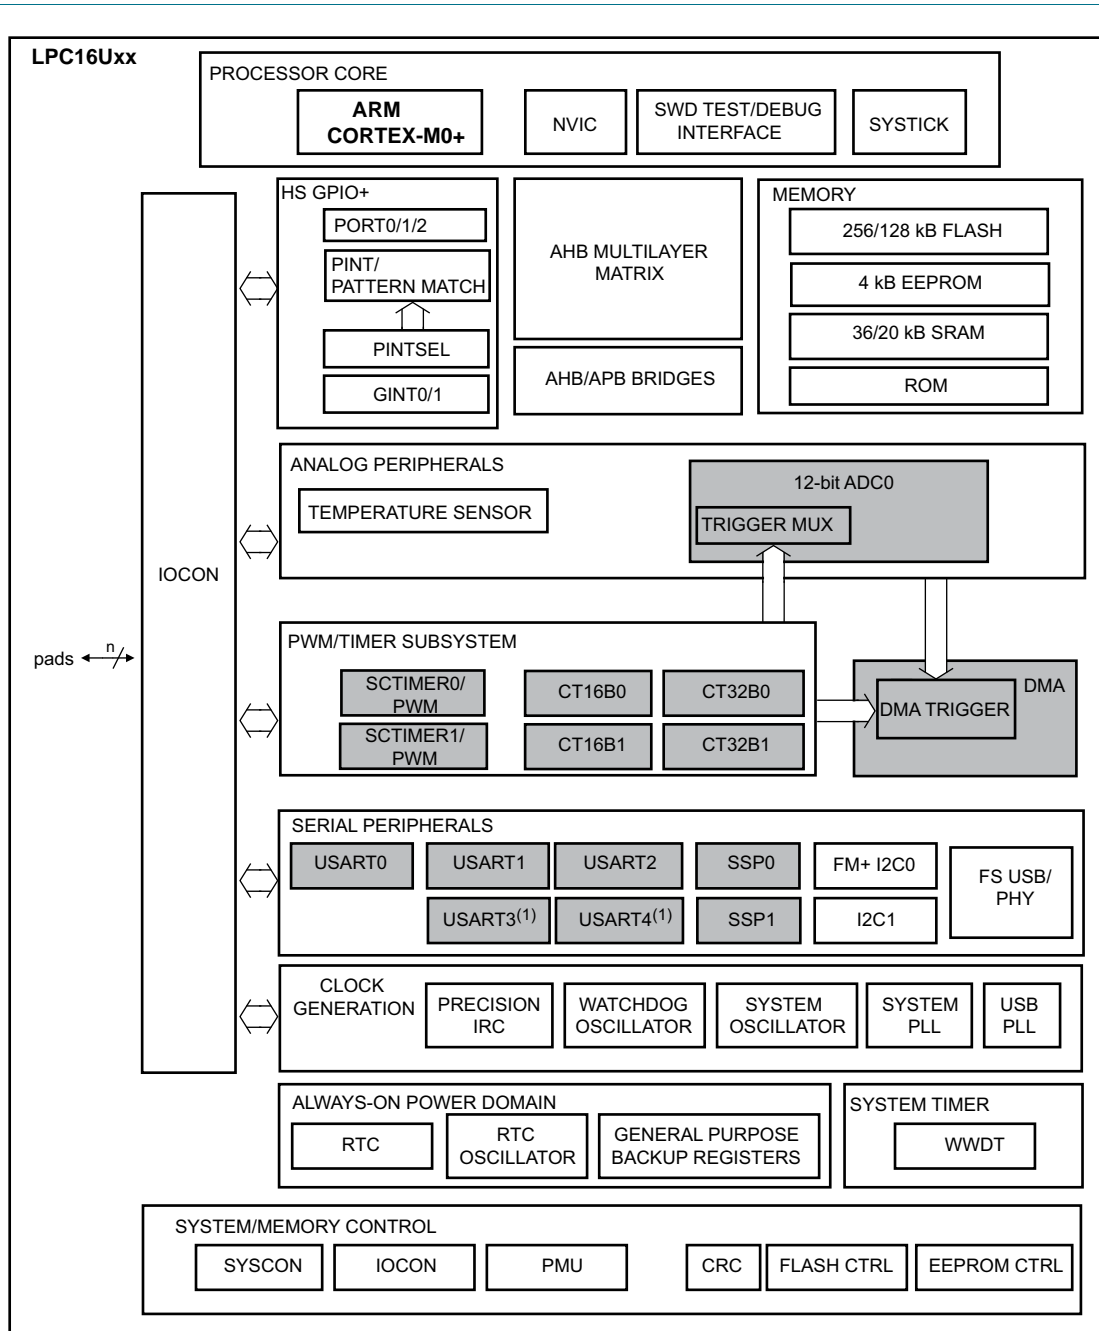 LPC16Uxx
PROCESSOR CORE
ARM
CORTEX-M0+
NVIC
SWD TEST/DEBUG
INTERFACE
SYSTICK
HS GPIO+
PORT0/1/2
PINT/
PATTERN MATCH
PINTSEL
GINT0/1
AHB MULTILAYER
MATRIX
AHB/APB BRIDGES
MEMORY
256/128 kB FLASH
4 kB EEPROM
36/20 kB SRAM
ROM
IOCON
pads
n
ANALOG PERIPHERALS
TEMPERATURE SENSOR
12-bit ADC0
TRIGGER MUX
PWM/TIMER SUBSYSTEM
SCTIMER0/
PWM
CT16B0
CT32B0
SCTIMER1/
PWM
CT16B1
CT32B1
DMA
DMA TRIGGER
SERIAL PERIPHERALS
USART0
USART1
USART2
SSP0
FM+ I2C0
FS USB/
PHY
USART3(1)
USART4(1)
SSP1
I2C1
CLOCK
GENERATION
PRECISION
IRC
WATCHDOG
OSCILLATOR
SYSTEM
OSCILLATOR
SYSTEM
PLL
USB
PLL
ALWAYS-ON POWER DOMAIN
RTC
RTC
OSCILLATOR
GENERAL PURPOSE
BACKUP REGISTERS
SYSTEM TIMER
WWDT
SYSTEM/MEMORY CONTROL
SYSCON
IOCON
PMU
CRC
FLASH CTRL
EEPROM CTRL